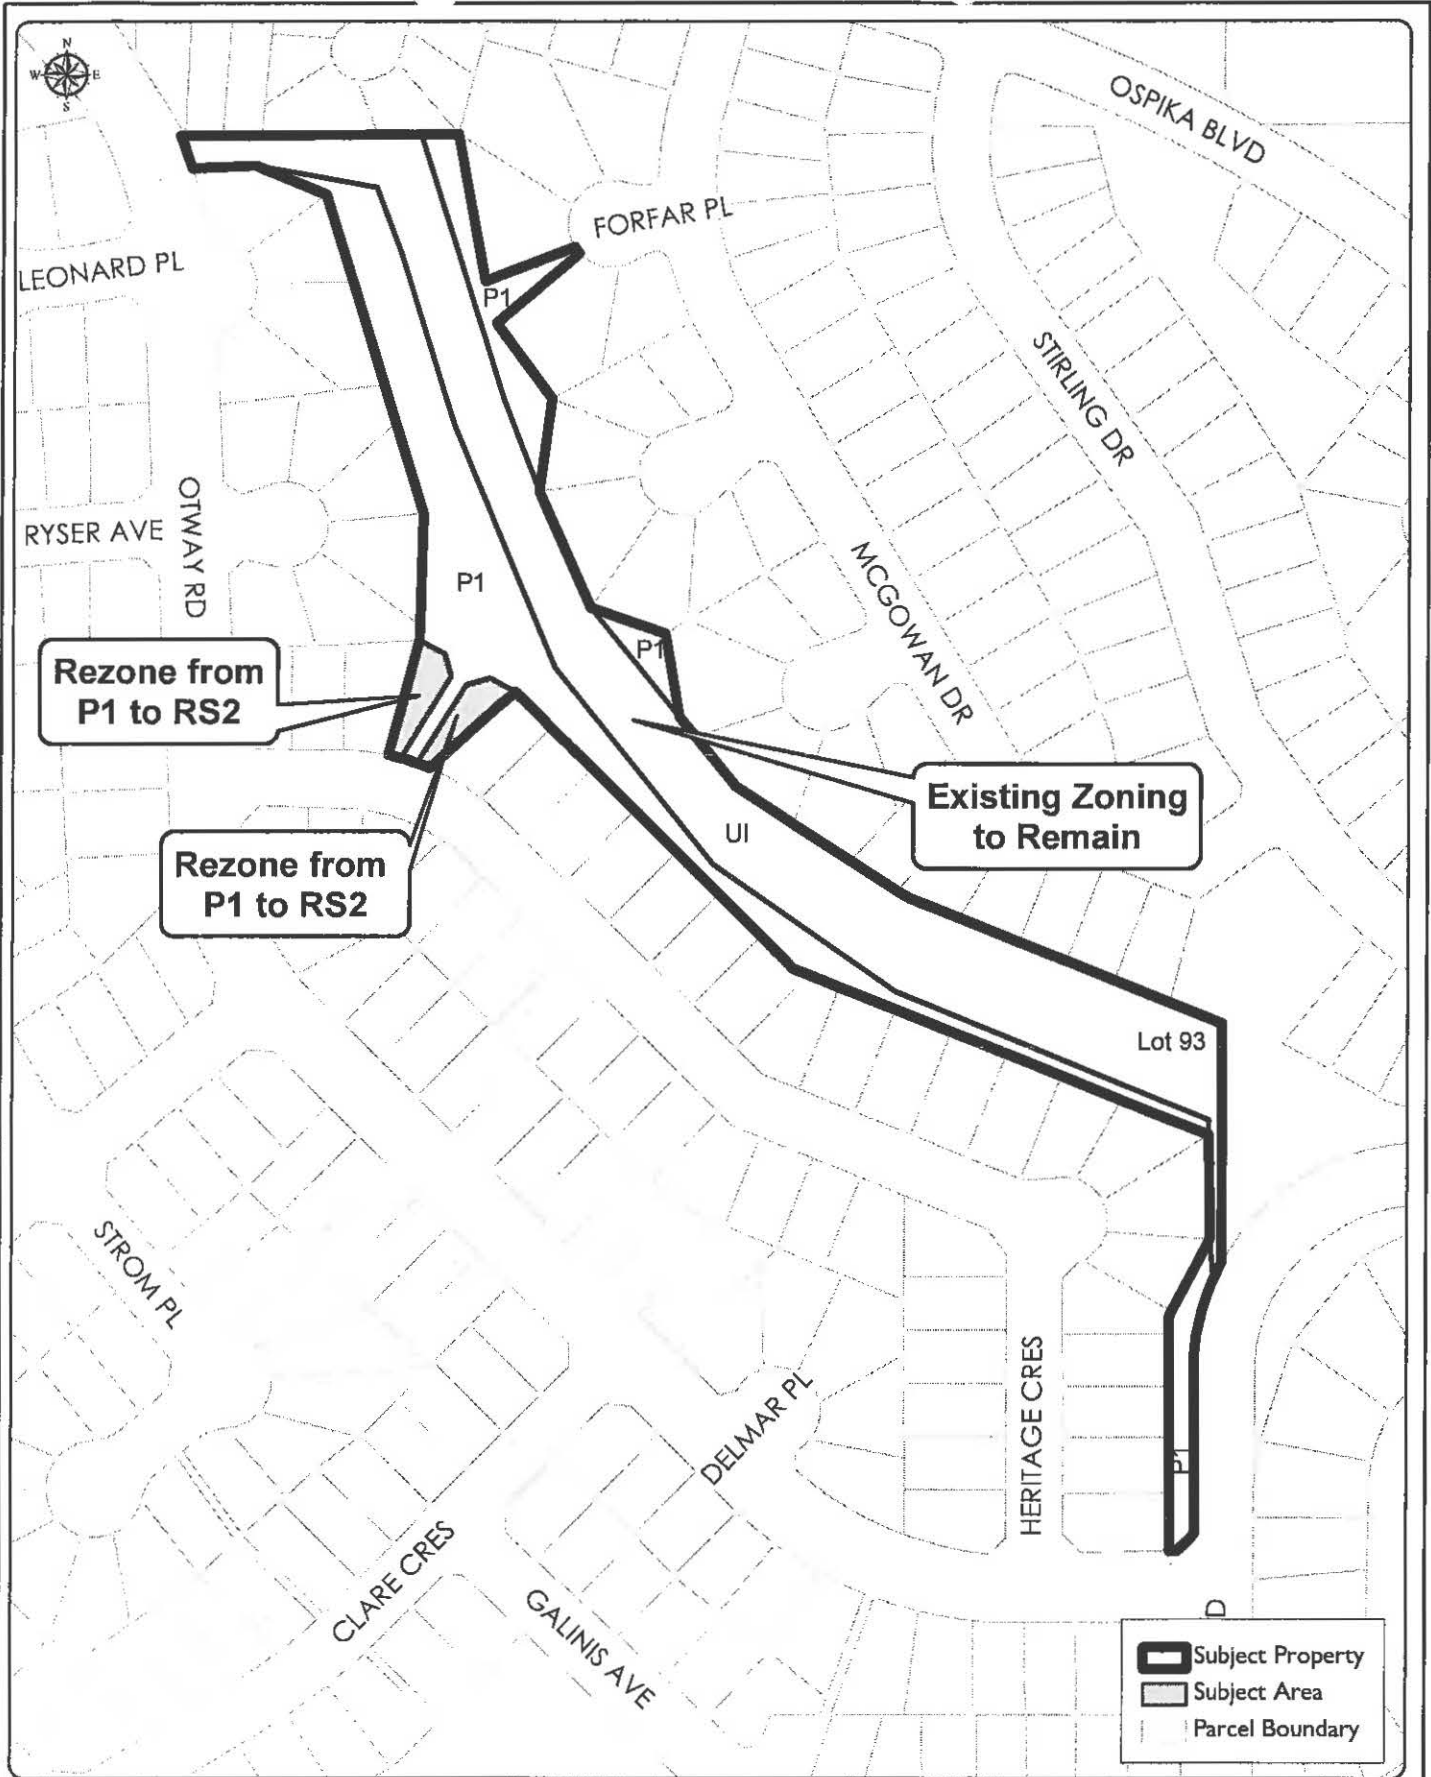 N
W E
S
OSPIKA BLVD
FORFAR PL
LEONARD PL
P1
STIRLING DR
OTWAY RD
RYSER AVE
MCGOWAN DR
P1
P1
Rezone from
P1 to RS2
Existing Zoning
to Remain
UI
Rezone from
P1 to RS2
Lot 93
STROM PL
HERITAGE CRES
DELMAR PL
P1
CLARE CRES
GALINIS AVE
D
Subject Property
Subject Area
Parcel Boundary